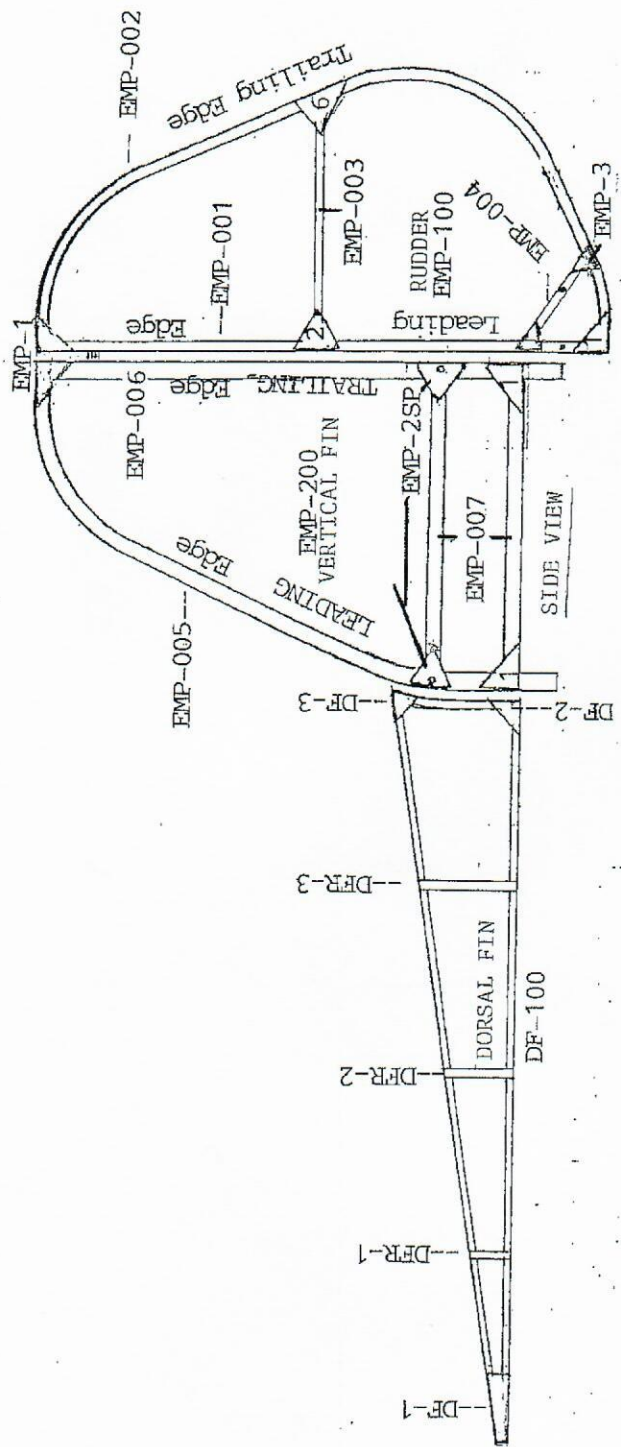 EMP-002
Trailing Edge
EMP-001
EMP-003
EMP-004
EMP-3
RUDDER
EMP-100
Edge
Leading
2
6
EMP-1
EMP-006
TRAILING Edge
EMP-2SP
EMP-200
VERTICAL FIN
EMP-005
LEADING
Edge
EMP-007
SIDE VIEW
DF-3
DF-2
DFR-3
DORSAL FIN
DF-100
DFR-2
DFR-1
DF-1